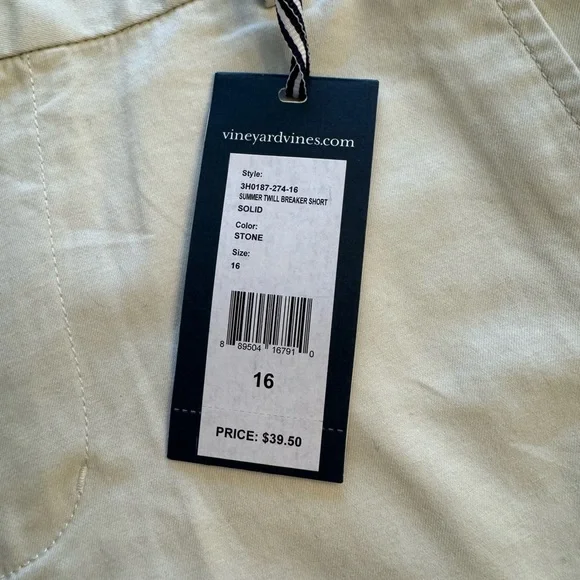 vineyardvines.com
Style:
3H0187-274-16
SUMMER TWILL BREAKER SHORT
SOLID
Color:
STONE
Size:
16
8 89504 16791 0
16
PRICE: $39.50